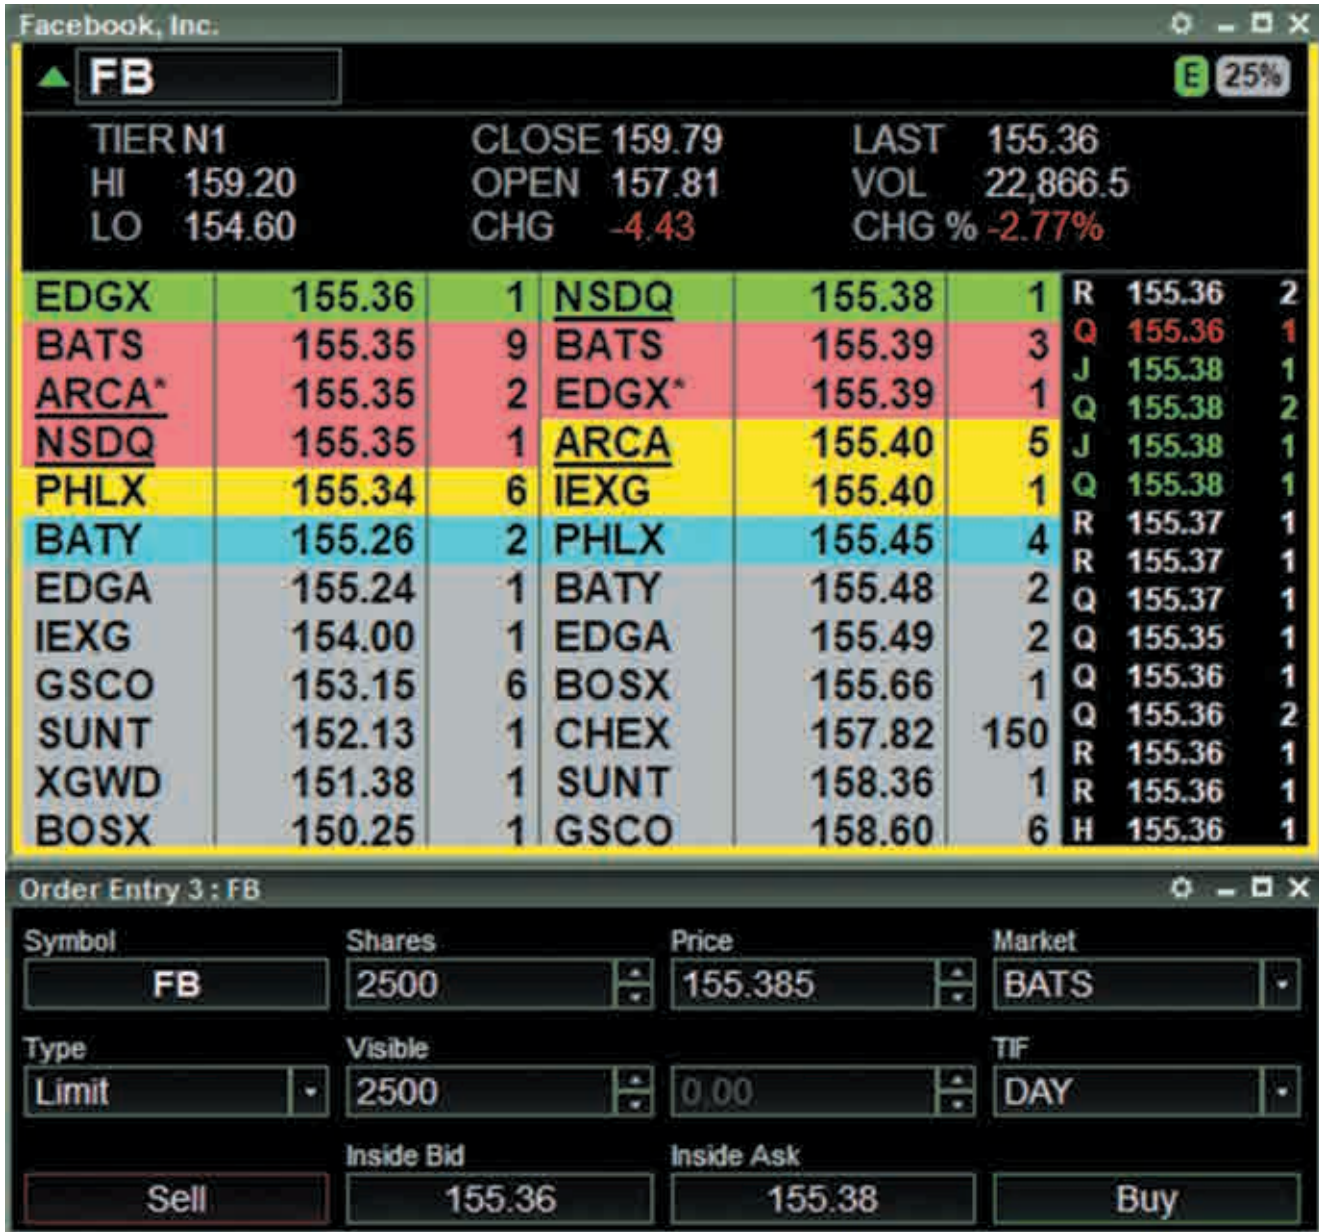 Facebook, Inc.
FB E 25%
TIER N1 CLOSE 159.79 LAST 155.36
HI 159.20 OPEN 157.81 VOL 22,866.5
LO 154.60 CHG -4.43 CHG % -2.77%
EDGX 155.36 1 NSDQ 155.38 1
BATS 155.35 9 BATS 155.39 3
ARCA* 155.35 2 EDGX* 155.39 1
NSDQ 155.35 1 ARCA 155.40 5
PHLX 155.34 6 IEXG 155.40 1
BATY 155.26 2 PHLX 155.45 4
EDGA 155.24 1 BATY 155.48 2
IEXG 154.00 1 EDGA 155.49 2
GSCO 153.15 6 BOSX 155.66 1
SUNT 152.13 1 CHEX 157.82 150
XGWD 151.38 1 SUNT 158.36 1
BOSX 150.25 1 GSCO 158.60 6
R 155.36 2
Q 155.36 1
J 155.38 1
Q 155.38 2
J 155.38 1
Q 155.38 1
R 155.37 1
R 155.37 1
Q 155.37 1
Q 155.35 1
Q 155.36 1
Q 155.36 2
R 155.36 1
R 155.36 1
H 155.36 1
Order Entry 3 : FB
Symbol Shares Price Market
FB 2500 155.385 BATS
Type Visible TIF
Limit 2500 0.00 DAY
Inside Bid Inside Ask
Sell 155.36 155.38 Buy